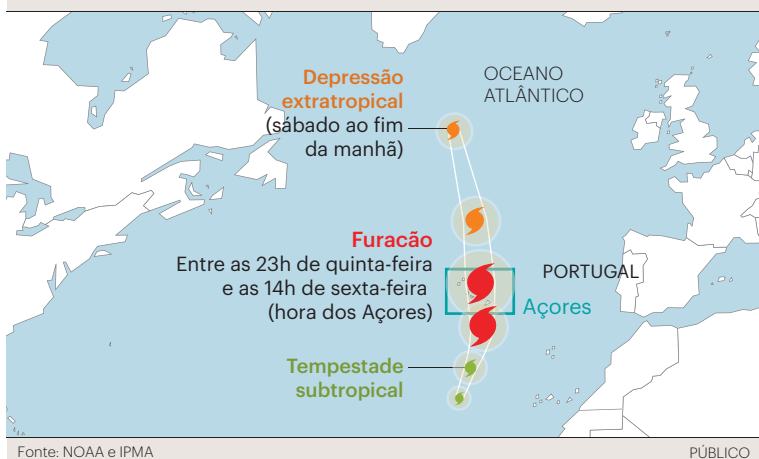 Depressão
extratropical
(sábado ao fim
da manhã)
OCEANO
ATLÂNTICO
Furacão
Entre as 23h de quinta-feira
e as 14h de sexta-feira
(hora dos Açores)
PORTUGAL
Açores
Tempestade
subtropical
Fonte: NOAA e IPMA
PÚBLICO